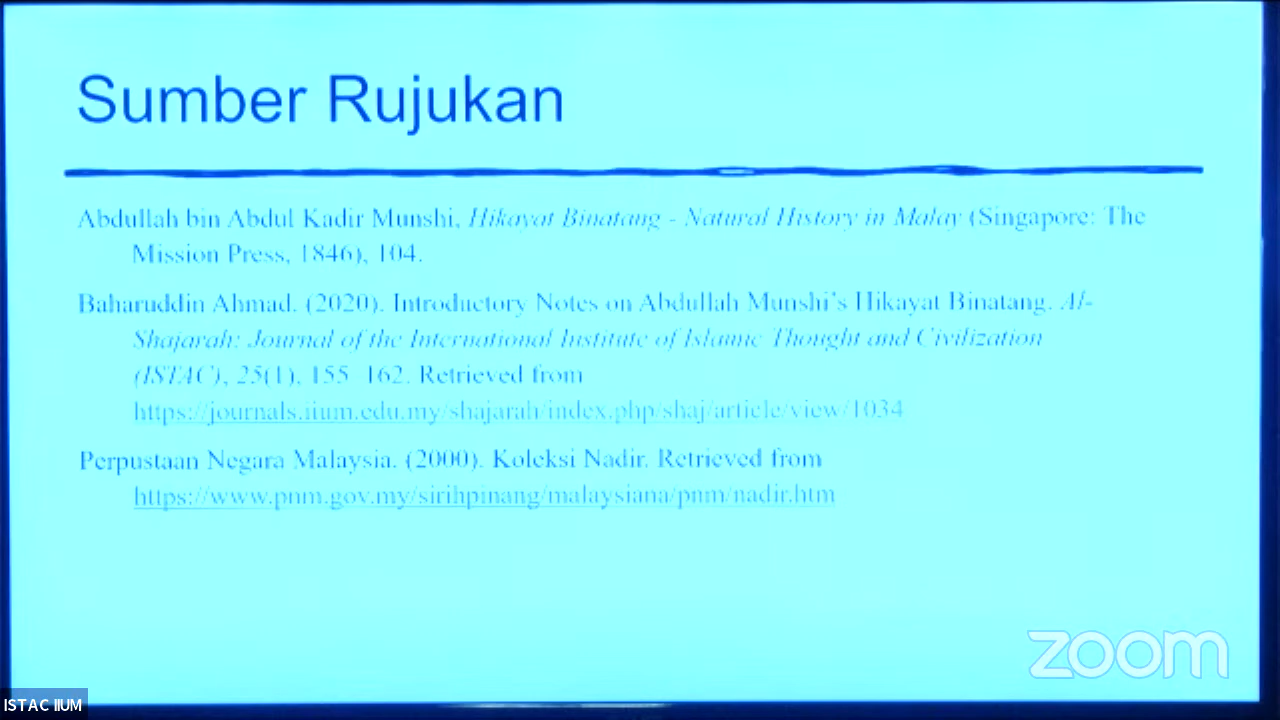 Sumber Rujukan
Abdullah bin Abdul Kadir Munshi, Hikayat Binatang - Natural History in Malay (Singapore: The
Mission Press, 1846), 104.
Baharuddin Ahmad. (2020). Introductory Notes on Abdullah Munshi's Hikayat Binatang. Al-
Shajarah: Journal of the International Institute of Islamic Thought and Civilization
(ISTAC), 25(1), 155–162. Retrieved from
https://journals.iium.edu.my/shajarah/index.php/shaj/article/view/1034
Perpustaan Negara Malaysia. (2000). Koleksi Nadir. Retrieved from
https://www.pnm.gov.my/sirihpinang/malaysiana/pnm/nadir.htm
zoom
ISTAC IIUM